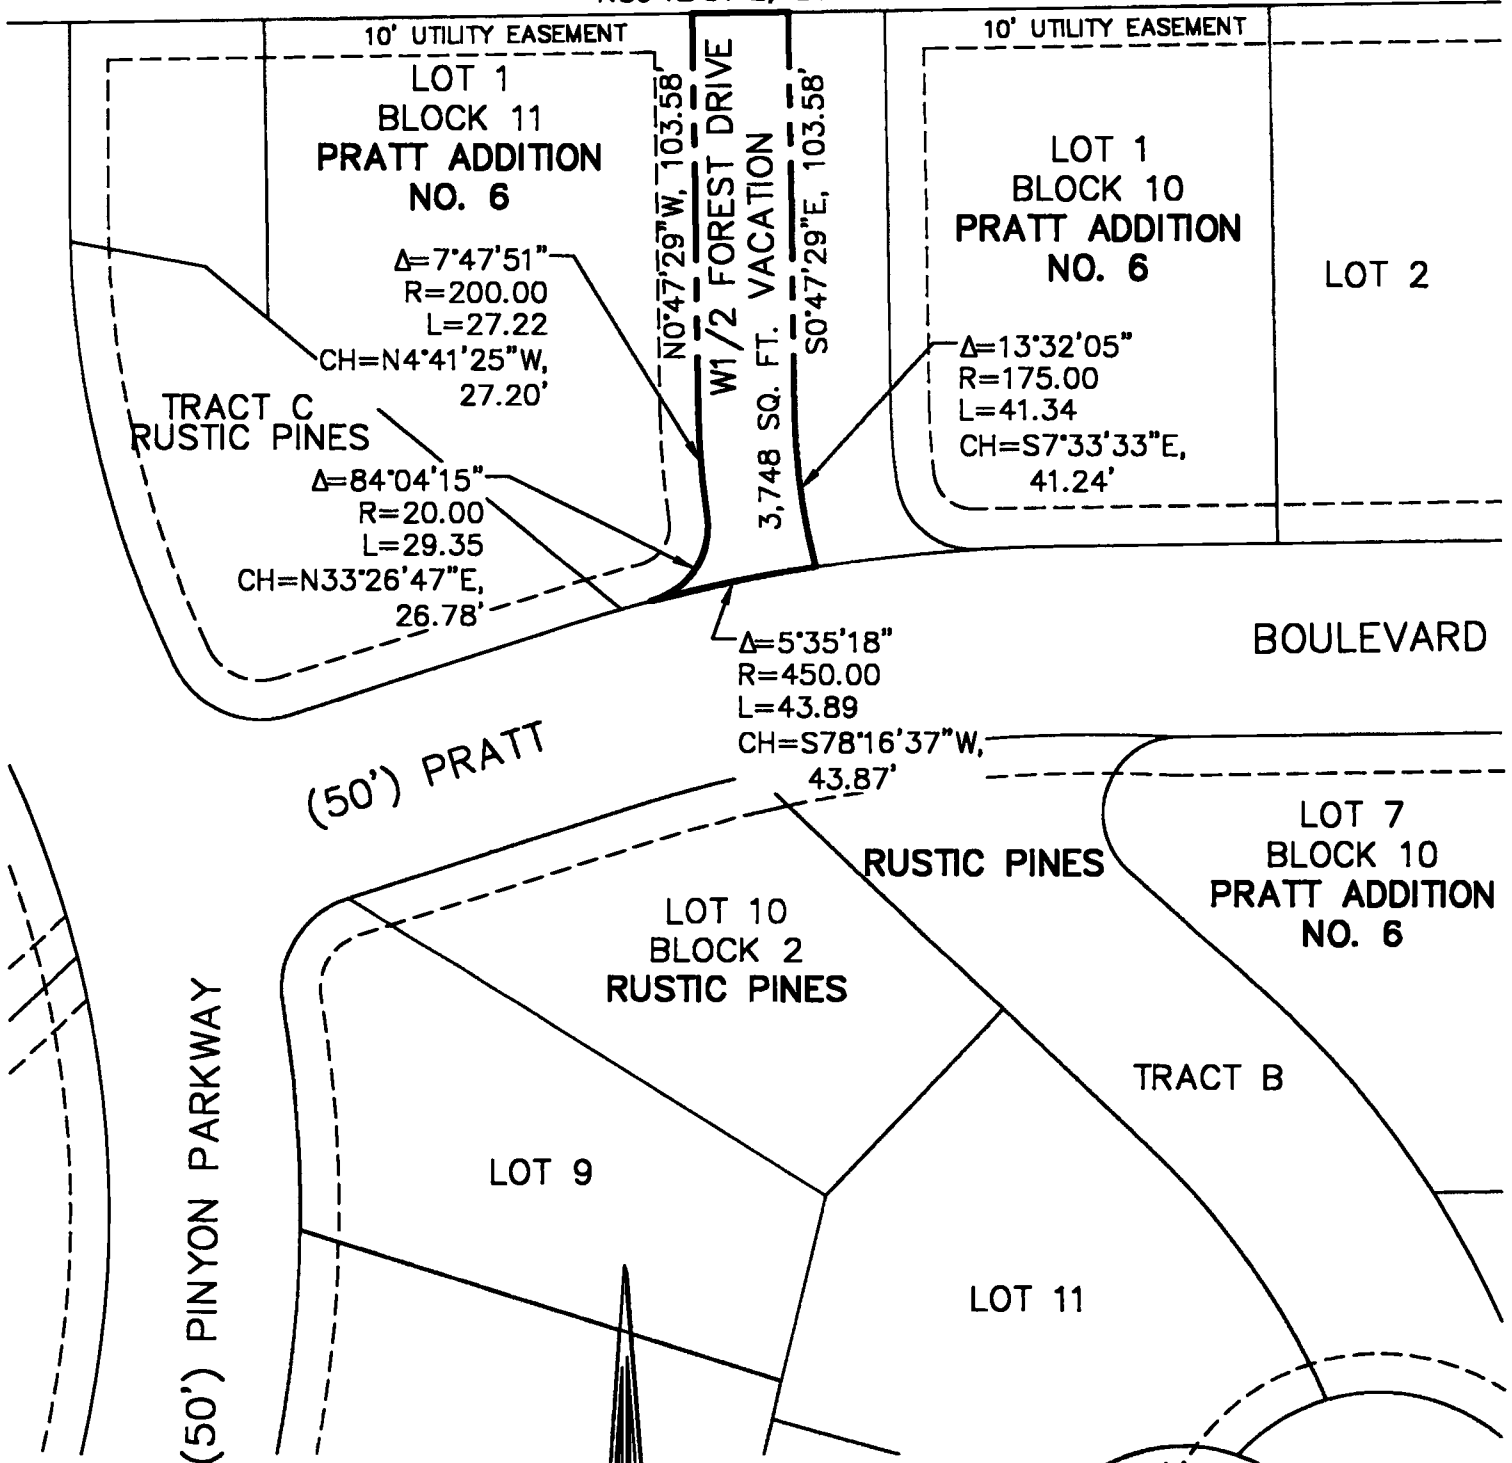 10' UTILITY EASEMENT
10' UTILITY EASEMENT
LOT 1
BLOCK 11
PRATT ADDITION
NO. 6
N0°47'29"W, 103.58'
W1/2 FOREST DRIVE
3,748 SQ. FT. VACATION
S0°47'29"E, 103.58'
LOT 1
BLOCK 10
PRATT ADDITION
NO. 6
LOT 2
Δ=7°47'51"
R=200.00
L=27.22
CH=N4°41'25"W,
27.20'
Δ=13°32'05"
R=175.00
L=41.34
CH=S7°33'33"E,
41.24'
TRACT C
RUSTIC PINES
Δ=84°04'15"
R=20.00
L=29.35
CH=N33°26'47"E,
26.78'
Δ=5°35'18"
R=450.00
L=43.89
CH=S78°16'37"W,
43.87'
BOULEVARD
(50') PRATT
LOT 7
BLOCK 10
PRATT ADDITION
NO. 6
RUSTIC PINES
LOT 10
BLOCK 2
RUSTIC PINES
TRACT B
(50') PINYON PARKWAY
LOT 9
LOT 11